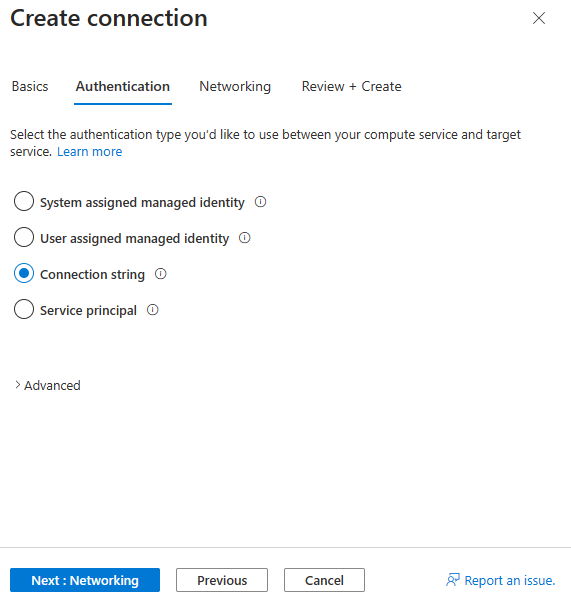 Create connection
Basics
Authentication
Networking
Review + Create
Select the authentication type you'd like to use between your compute service and target
service. Learn more
System assigned managed identity
User assigned managed identity
Connection string
Service principal
Advanced
Next : Networking
Previous
Cancel
Report an issue.